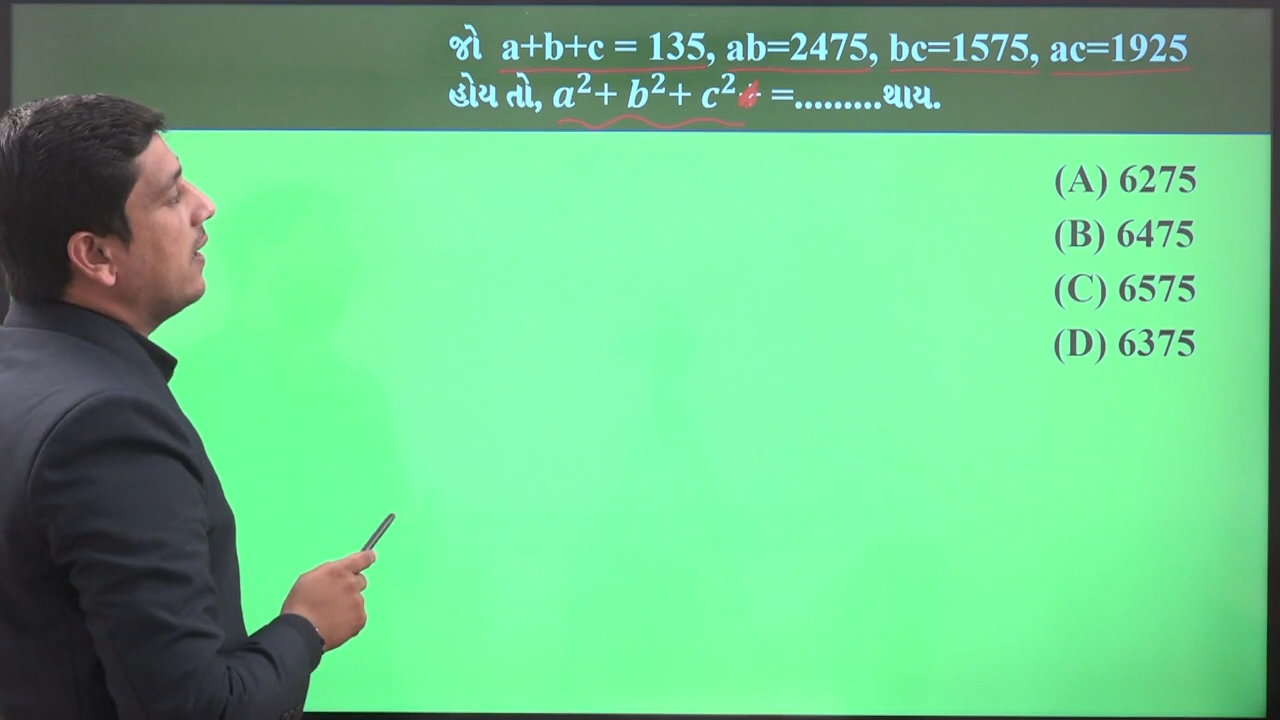 જો a+b+c = 135, ab=2475, bc=1575, ac=1925
હોય તો, a²+ b²+ c² =.........થાય.
(A) 6275
(B) 6475
(C) 6575
(D) 6375